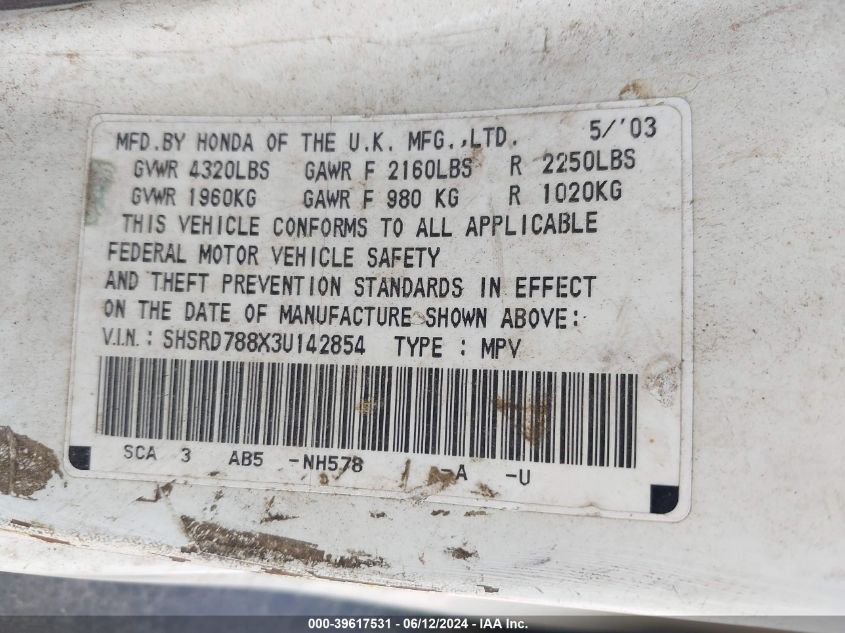 MFD.BY HONDA OF THE U.K. MFG.,LTD. 5/'03
GVWR 4320LBS GAWR F 2160LBS R 2250LBS
GVWR 1960KG GAWR F 980 KG R 1020KG
THIS VEHICLE CONFORMS TO ALL APPLICABLE
FEDERAL MOTOR VEHICLE SAFETY
AND THEFT PREVENTION STANDARDS IN EFFECT
ON THE DATE OF MANUFACTURE SHOWN ABOVE:
V.I.N.: SHSRD788X3U142854 TYPE : MPV
SCA 3 AB5 -NH578 -A -U
000-39617531 - 06/12/2024 - IAA Inc.